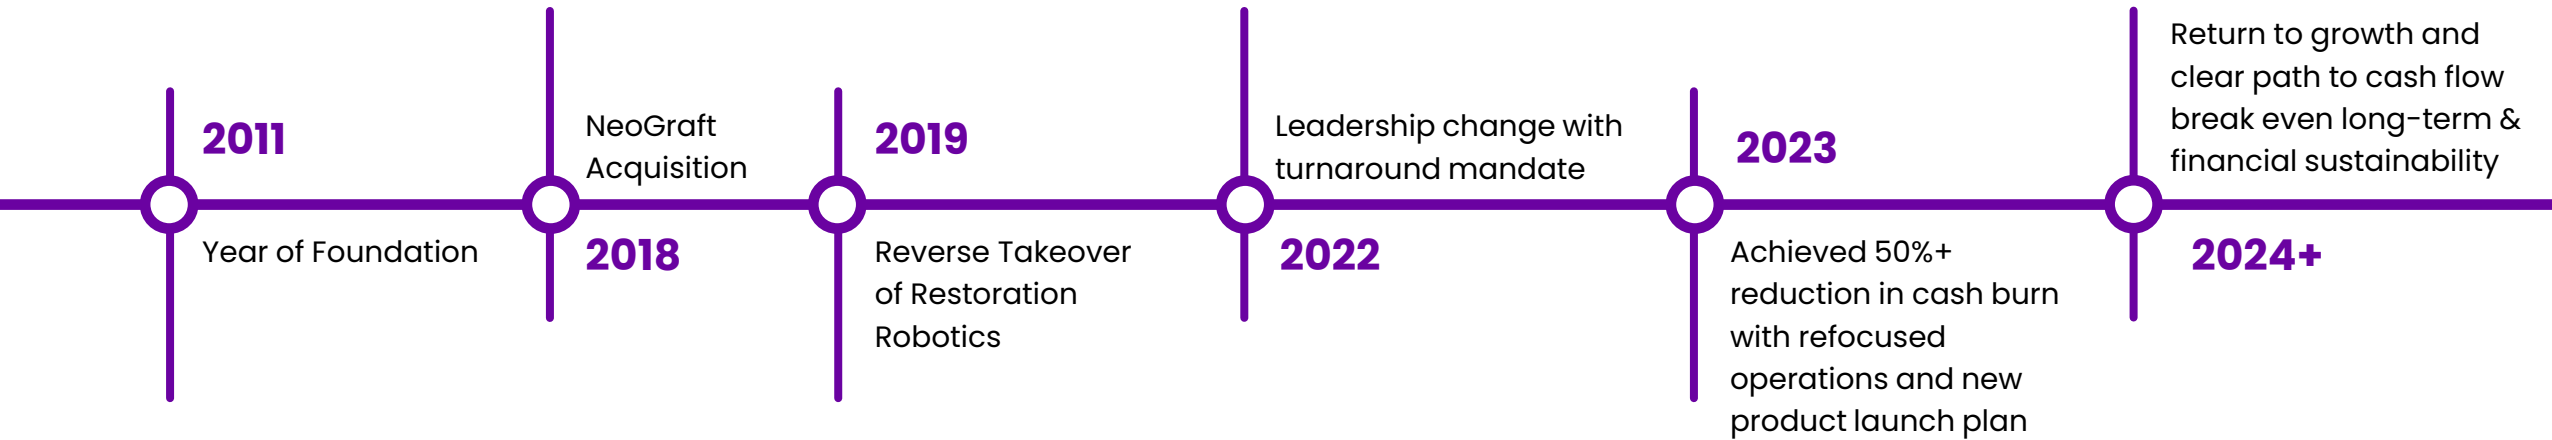 2011
Year of Foundation
NeoGraft
Acquisition
2018
2019
Reverse Takeover
of Restoration
Robotics
Leadership change with
turnaround mandate
2022
2023
Achieved 50%+
reduction in cash burn
with refocused
operations and new
product launch plan
Return to growth and
clear path to cash flow
break even long-term &
financial sustainability
2024+